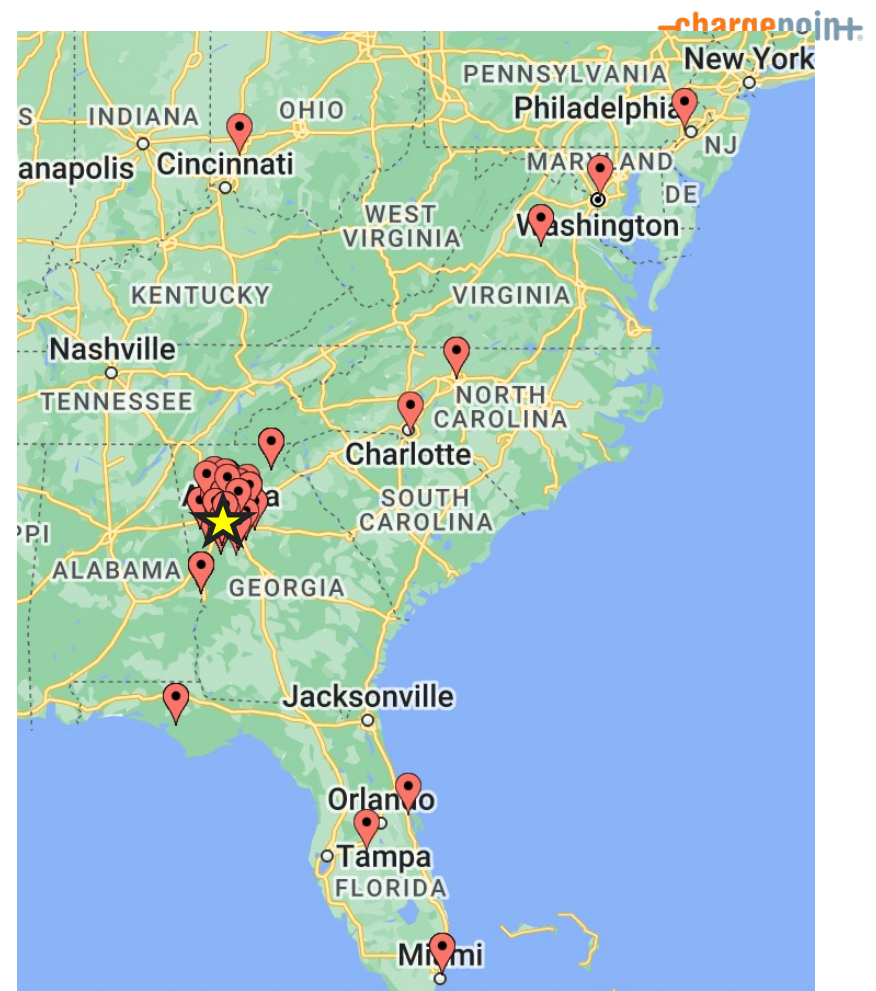 -chargepoin+
New York
PENNSYLVANIA
Philadelphia
INDIANA
OHIO
S
NJ
anapolis
Cincinnati
MARYLAND
DE
WEST
VIRGINIA
Washington
KENTUCKY
VIRGINIA
Nashville
TENNESSEE
NORTH
CAROLINA
Charlotte
A a
SOUTH
CAROLINA
PPI
ALABAMA
GEORGIA
Jacksonville
Orlando
Tampa
FLORIDA
Miami